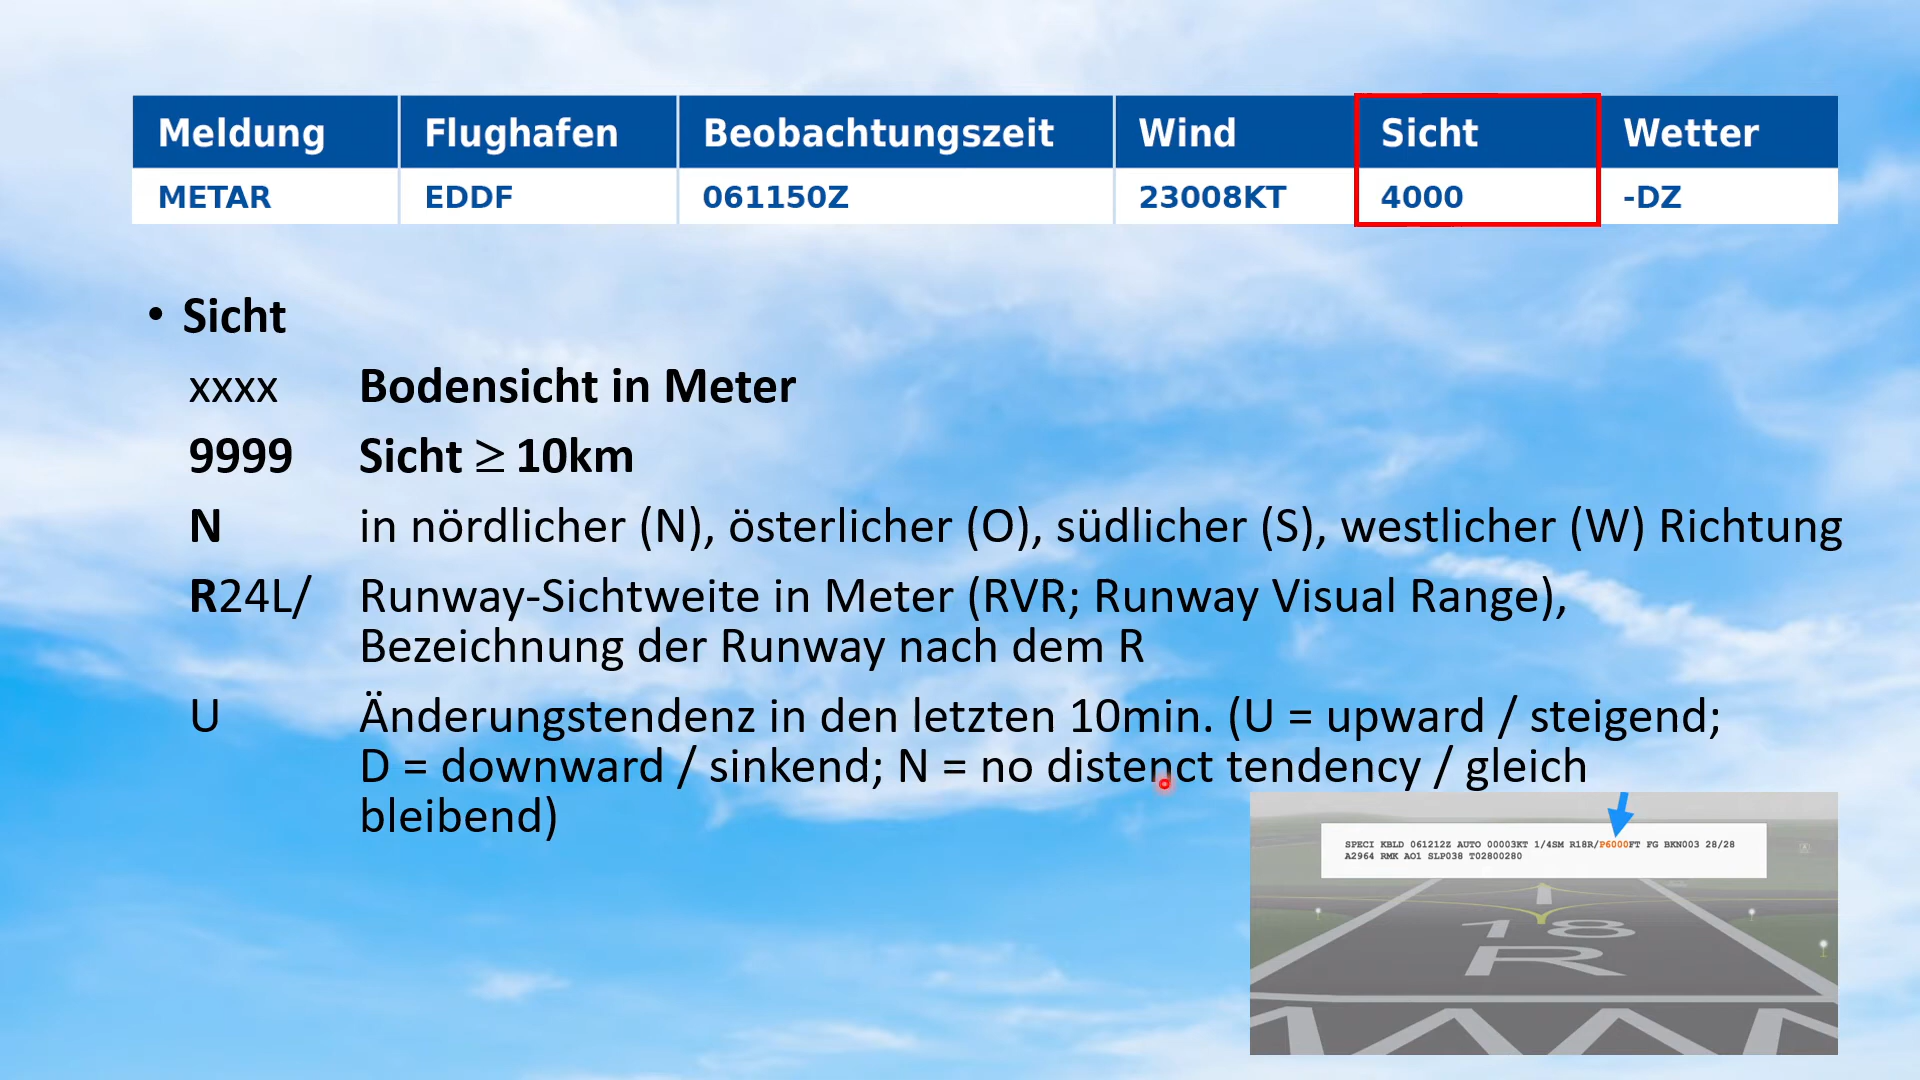 Meldung Flughafen Beobachtungszeit Wind Sicht Wetter
METAR EDDF 061150Z 23008KT 4000 -DZ
• Sicht
xxxx Bodensicht in Meter
9999 Sicht ≥ 10km
N in nördlicher (N), österlicher (O), südlicher (S), westlicher (W) Richtung
R24L/ Runway-Sichtweite in Meter (RVR; Runway Visual Range),
Bezeichnung der Runway nach dem R
U Änderungstendenz in den letzten 10min. (U = upward / steigend;
D = downward / sinkend; N = no distenct tendency / gleich
bleibend)
SPECI KBLD 061212Z AUTO 00003KT 1/4SM R18R/P6000FT FG BKN003 28/28
A2964 RMK AO1 SLP038 T02800280
18
R